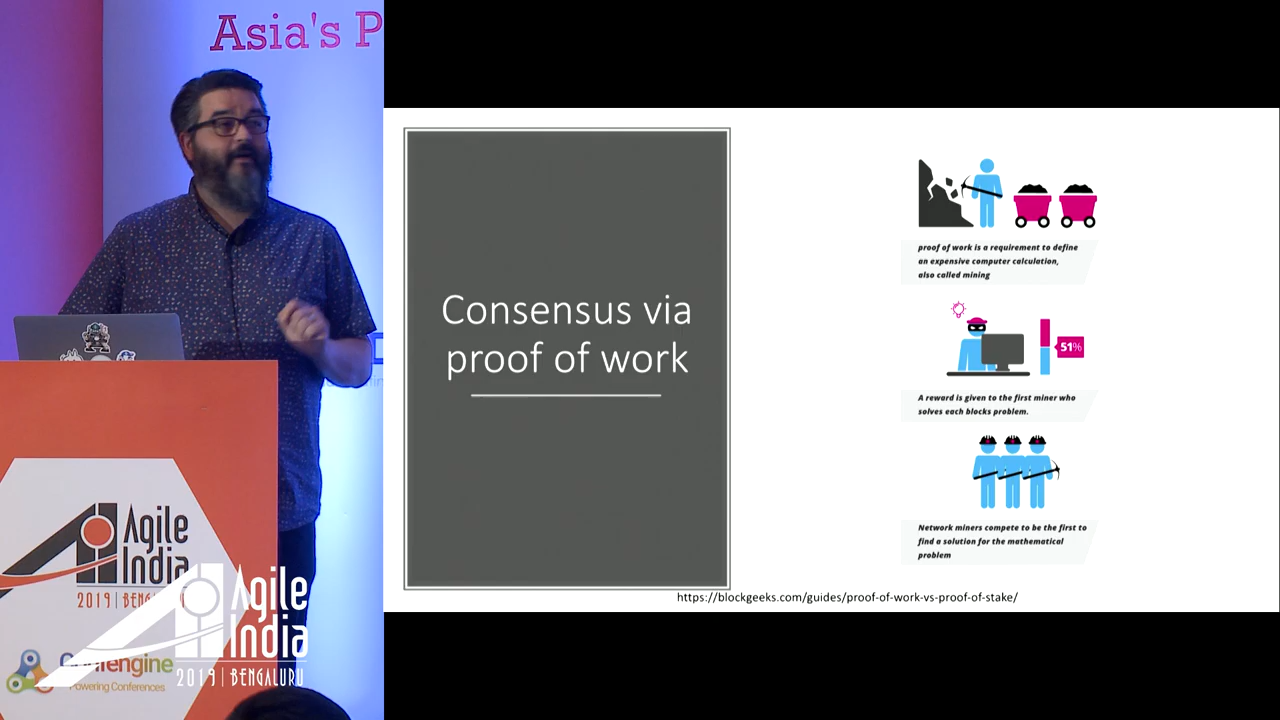 Asia's P
Agile
India
2019 | BENGALURU
Agile
India
2019 | BENGALURU
Confengine
Powering Conferences
Consensus via
proof of work
proof of work is a requirement to define
an expensive computer calculation,
also called mining
51%
A reward is given to the first miner who
solves each blocks problem.
Network miners compete to be the first to
find a solution for the mathematical
problem
https://blockgeeks.com/guides/proof-of-work-vs-proof-of-stake/